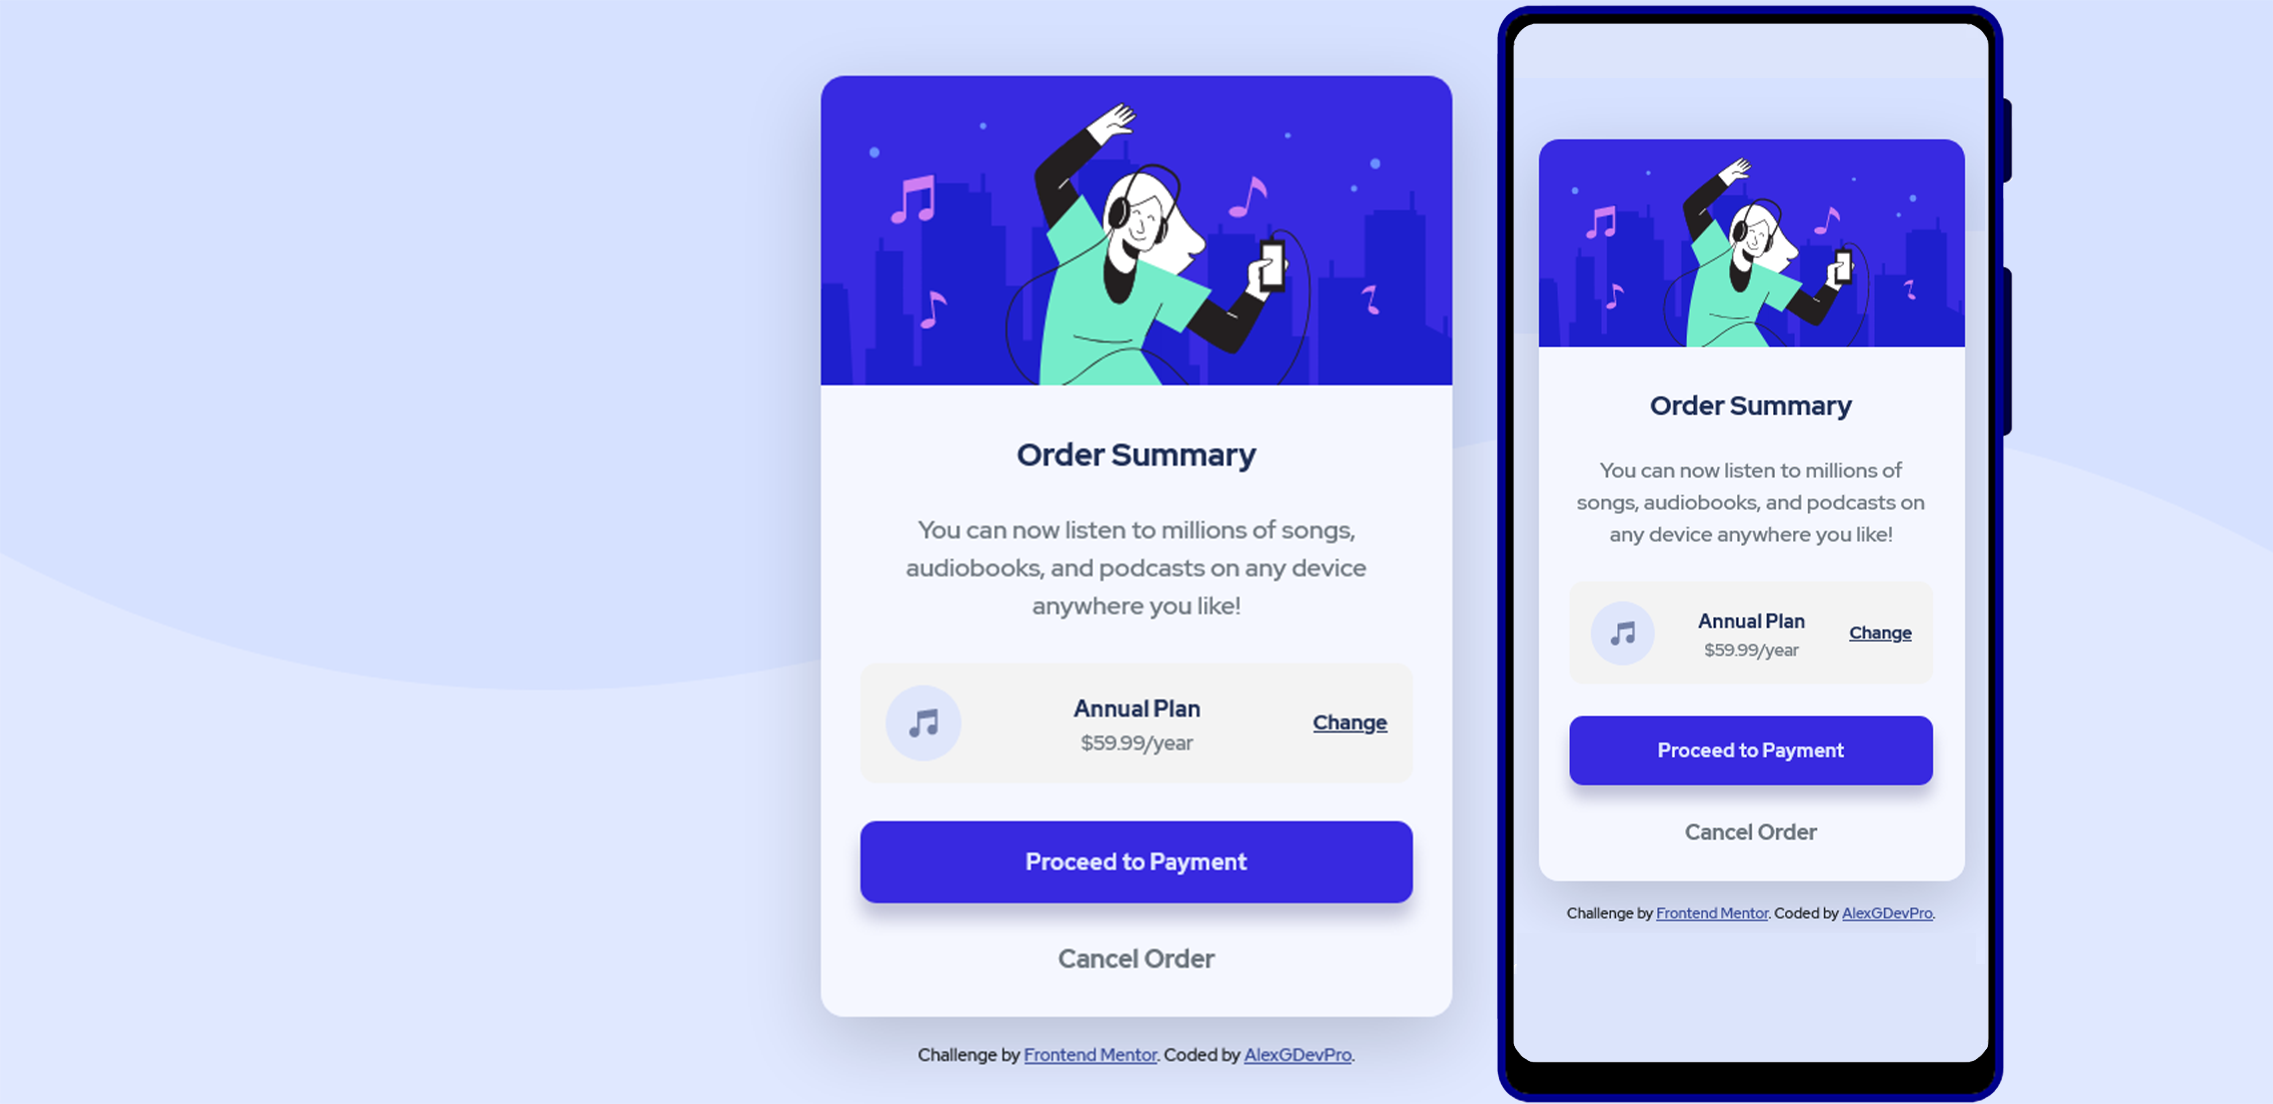 Order Summary
You can now listen to millions of songs,
audiobooks, and podcasts on any device
anywhere you like!
Annual Plan
$59.99/year
Change
Proceed to Payment
Cancel Order
Challenge by Frontend Mentor. Coded by AlexGDevPro.
Order Summary
You can now listen to millions of
songs, audiobooks, and podcasts on
any device anywhere you like!
Annual Plan
$59.99/year
Change
Proceed to Payment
Cancel Order
Challenge by Frontend Mentor. Coded by AlexGDevPro.